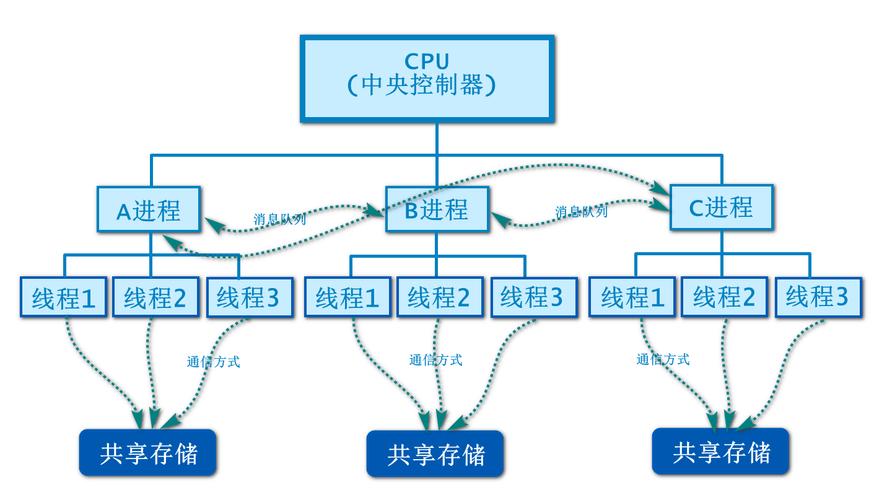 CPU
(中央控制器)
A进程
消息队列
B进程
消息队列
C进程
线程1
线程2
线程3
线程1
线程2
线程3
线程1
线程2
线程3
通信方式
通信方式
通信方式
共享存储
共享存储
共享存储